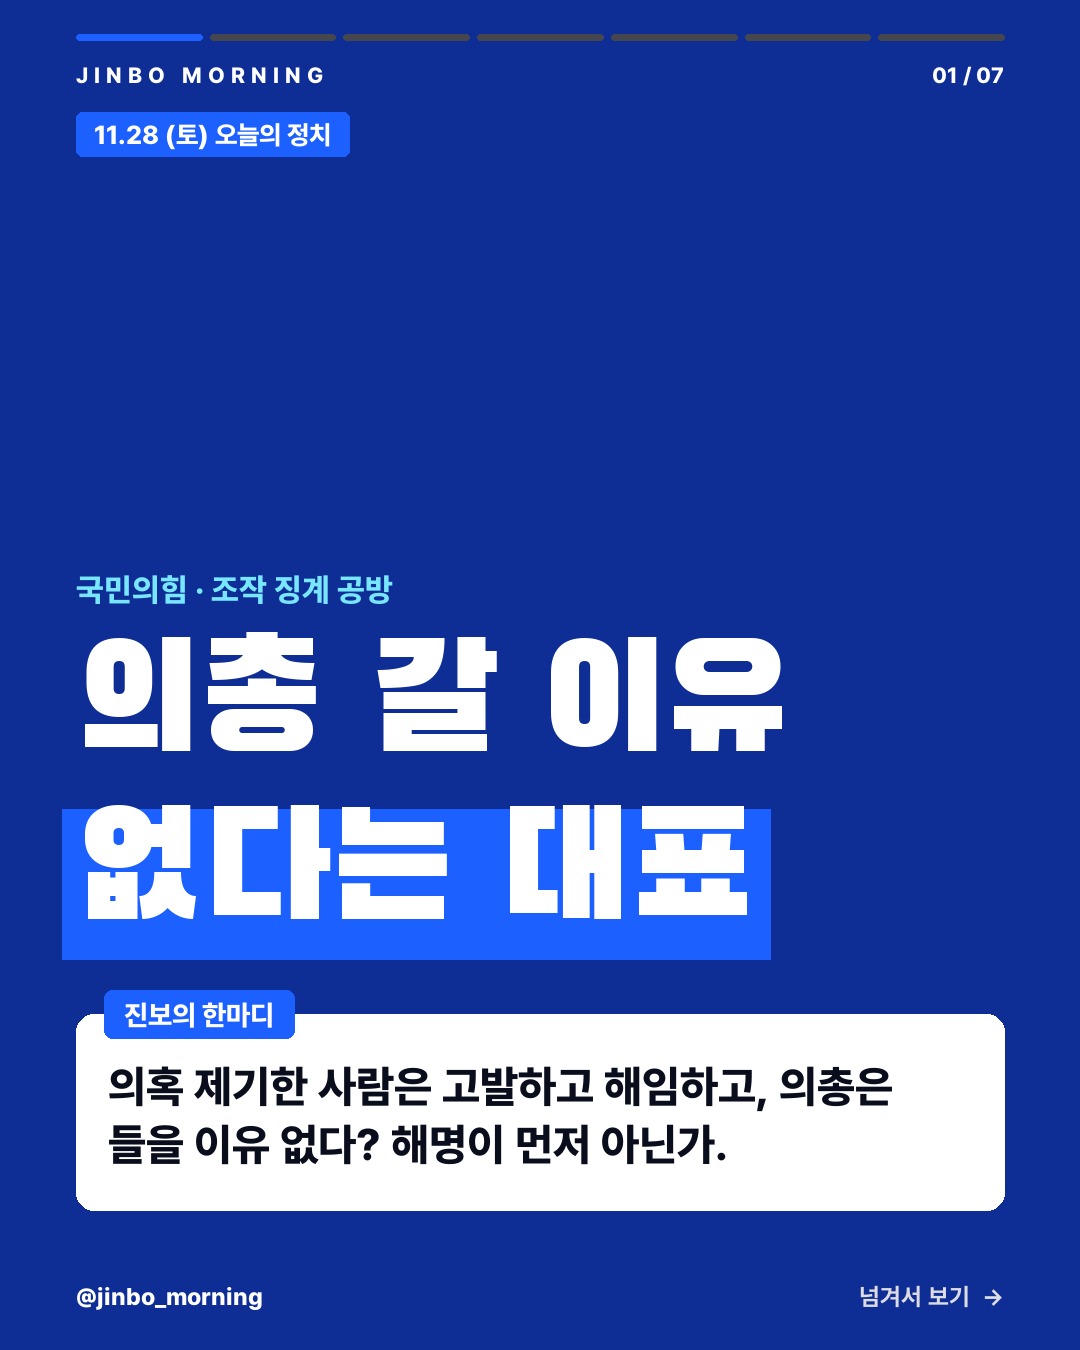 JINBO MORNING
01 / 07
11.28 (토) 오늘의 정치
국민의힘 · 조작 징계 공방
의총 갈 이유
없다는 대표
진보의 한마디
의혹 제기한 사람은 고발하고 해임하고, 의총은
들을 이유 없다? 해명이 먼저 아닌가.
@jinbo_morning
넘겨서 보기 →